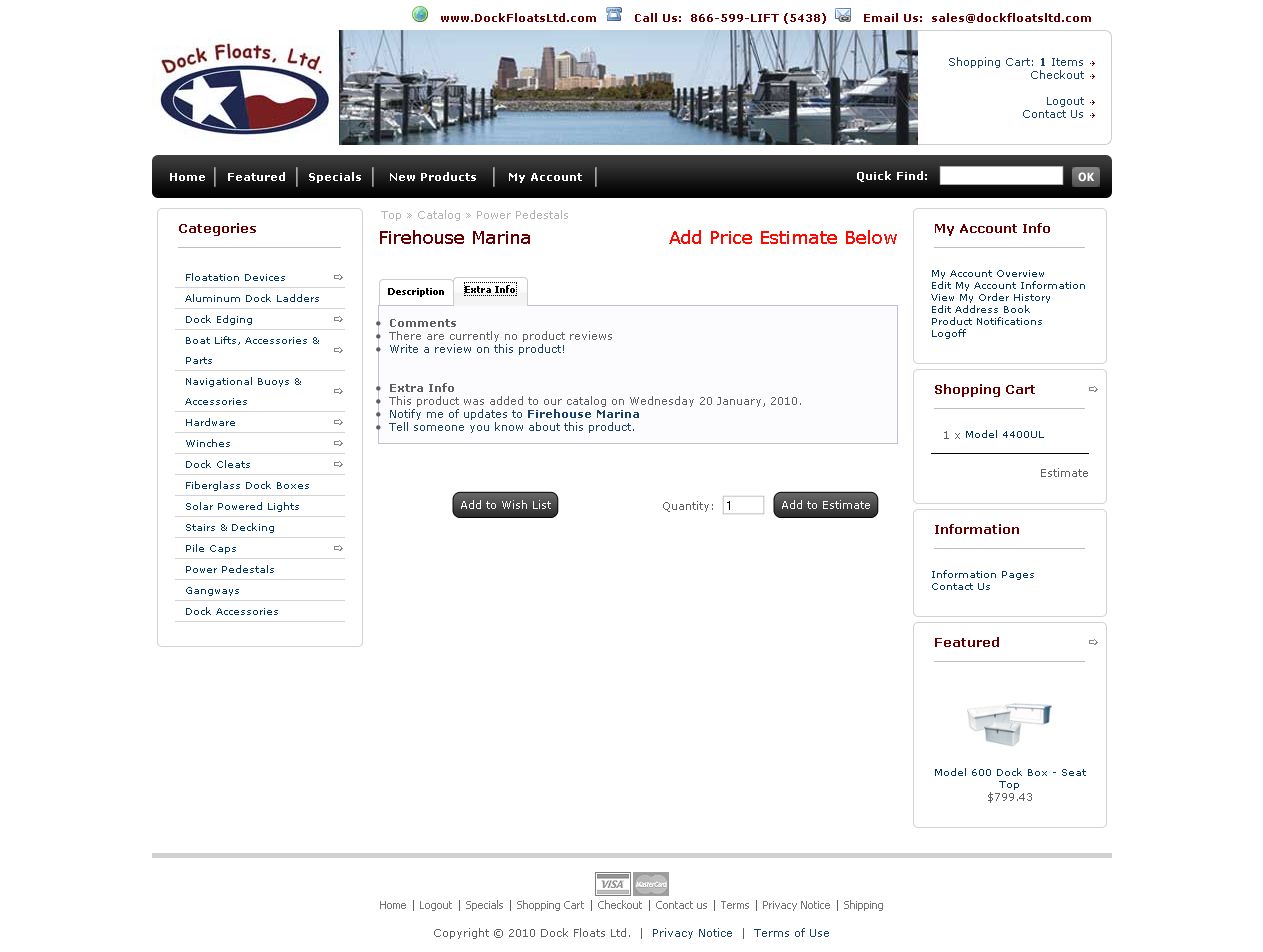 www.DockFloatsLtd.com Call Us: 866-599-LIFT (5438) Email Us: sales@dockfloatsltd.com
Dock Floats, Ltd.
Shopping Cart: 1 Items
Checkout
Logout
Contact Us
Home Featured Specials New Products My Account Quick Find: OK
Categories
Floatation Devices
Aluminum Dock Ladders
Dock Edging
Boat Lifts, Accessories &
Parts
Navigational Buoys &
Accessories
Hardware
Winches
Dock Cleats
Fiberglass Dock Boxes
Solar Powered Lights
Stairs & Decking
Pile Caps
Power Pedestals
Gangways
Dock Accessories
Top » Catalog » Power Pedestals
Firehouse Marina Add Price Estimate Below
Description Extra Info
Comments
There are currently no product reviews
Write a review on this product!
Extra Info
This product was added to our catalog on Wednesday 20 January, 2010.
Notify me of updates to Firehouse Marina
Tell someone you know about this product.
Add to Wish List Quantity: 1 Add to Estimate
My Account Info
My Account Overview
Edit My Account Information
View My Order History
Edit Address Book
Product Notifications
Logoff
Shopping Cart
1 x Model 4400UL
Estimate
Information
Information Pages
Contact Us
Featured
Model 600 Dock Box - Seat
Top
$799.43
VISA MasterCard
Home | Logout | Specials | Shopping Cart | Checkout | Contact us | Terms | Privacy Notice | Shipping
Copyright © 2010 Dock Floats Ltd. | Privacy Notice | Terms of Use